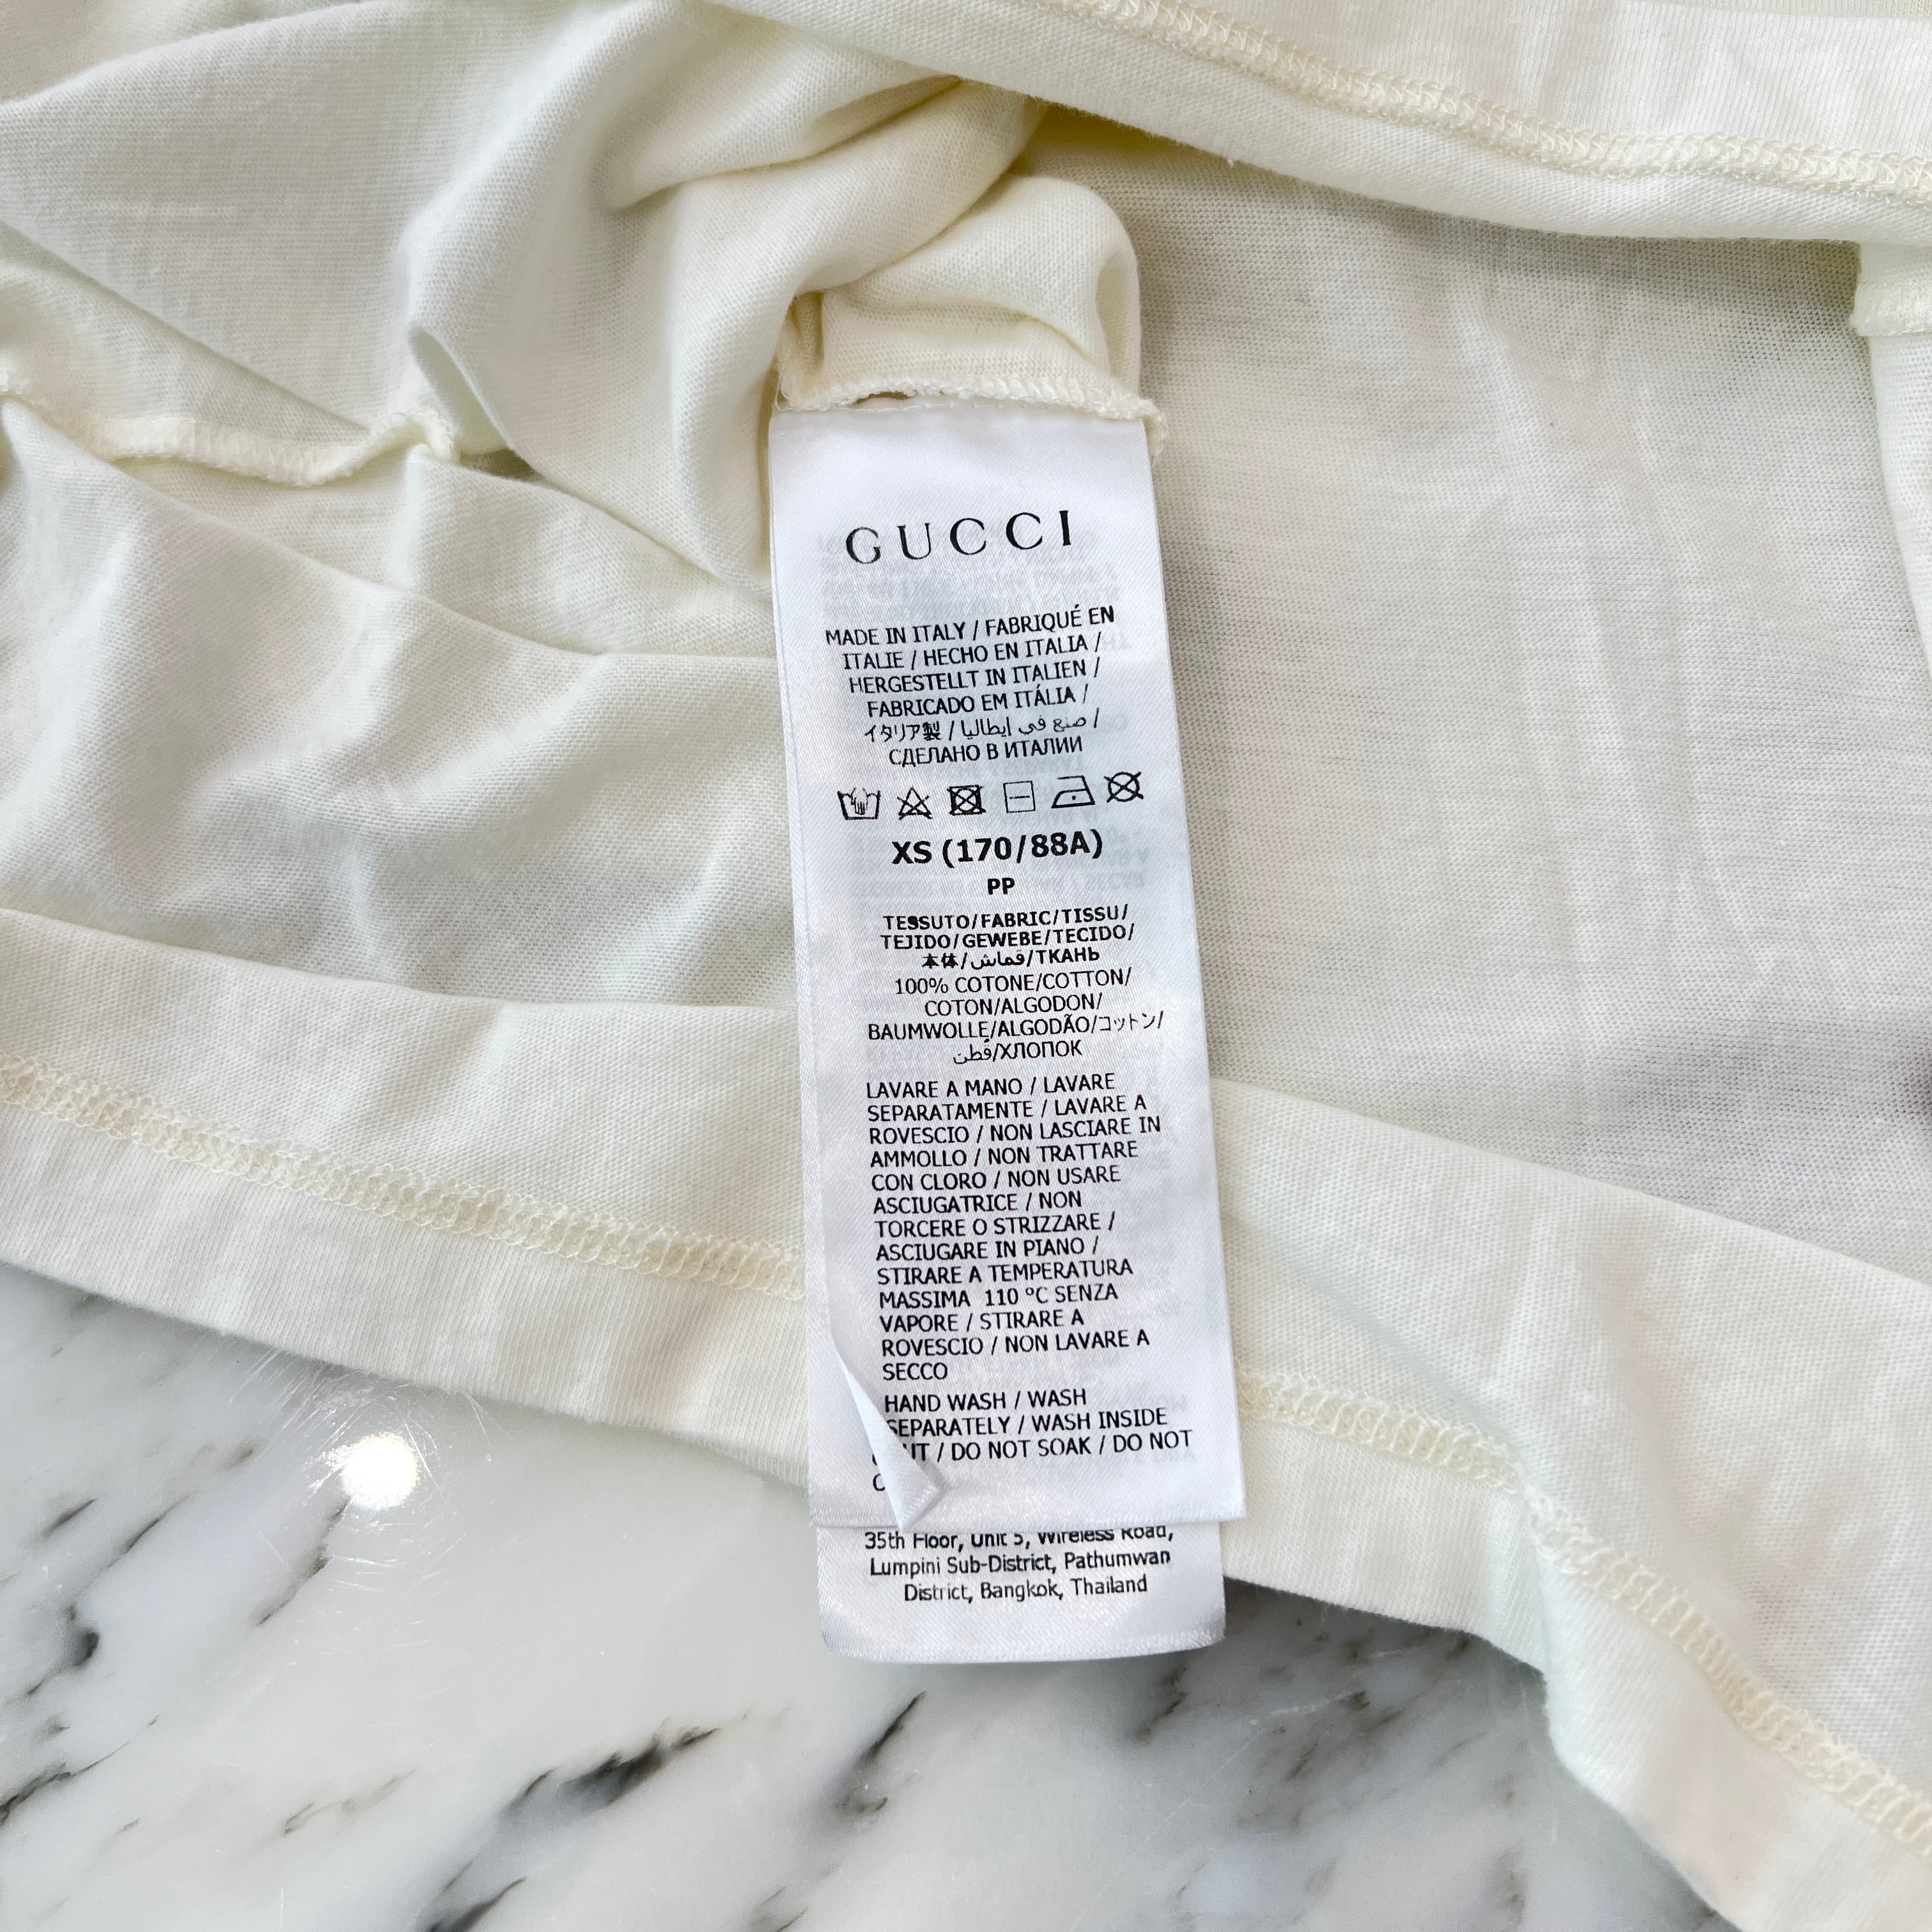 GUCCI
MADE IN ITALY / FABRIQUÉ EN
ITALIE / HECHO EN ITALIA /
HERGESTELLT IN ITALIEN /
FABRICADO EM ITÁLIA /
イタリア製 / صنع في إيطاليا /
СДЕЛАНО В ИТАЛИИ
XS (170/88A)
PP
TESSUTO/FABRIC/TISSU/
TEJIDO/GEWEBE/TECIDO/
本体/قماش/ТКАНЬ
100% COTONE/COTTON/
COTON/ALGODON/
BAUMWOLLE/ALGODÃO/コットン/
قطن/ХЛОПОК
LAVARE A MANO / LAVARE
SEPARATAMENTE / LAVARE A
ROVESCIO / NON LASCIARE IN
AMMOLLO / NON TRATTARE
CON CLORO / NON USARE
ASCIUGATRICE / NON
TORCERE O STRIZZARE /
ASCIUGARE IN PIANO /
STIRARE A TEMPERATURA
MASSIMA 110 °C SENZA
VAPORE / STIRARE A
ROVESCIO / NON LAVARE A
SECCO
HAND WASH / WASH
SEPARATELY / WASH INSIDE
/ DO NOT SOAK / DO NOT
35th Floor, Unit 5, Wireless Road,
Lumpini Sub-District, Pathumwan
District, Bangkok, Thailand